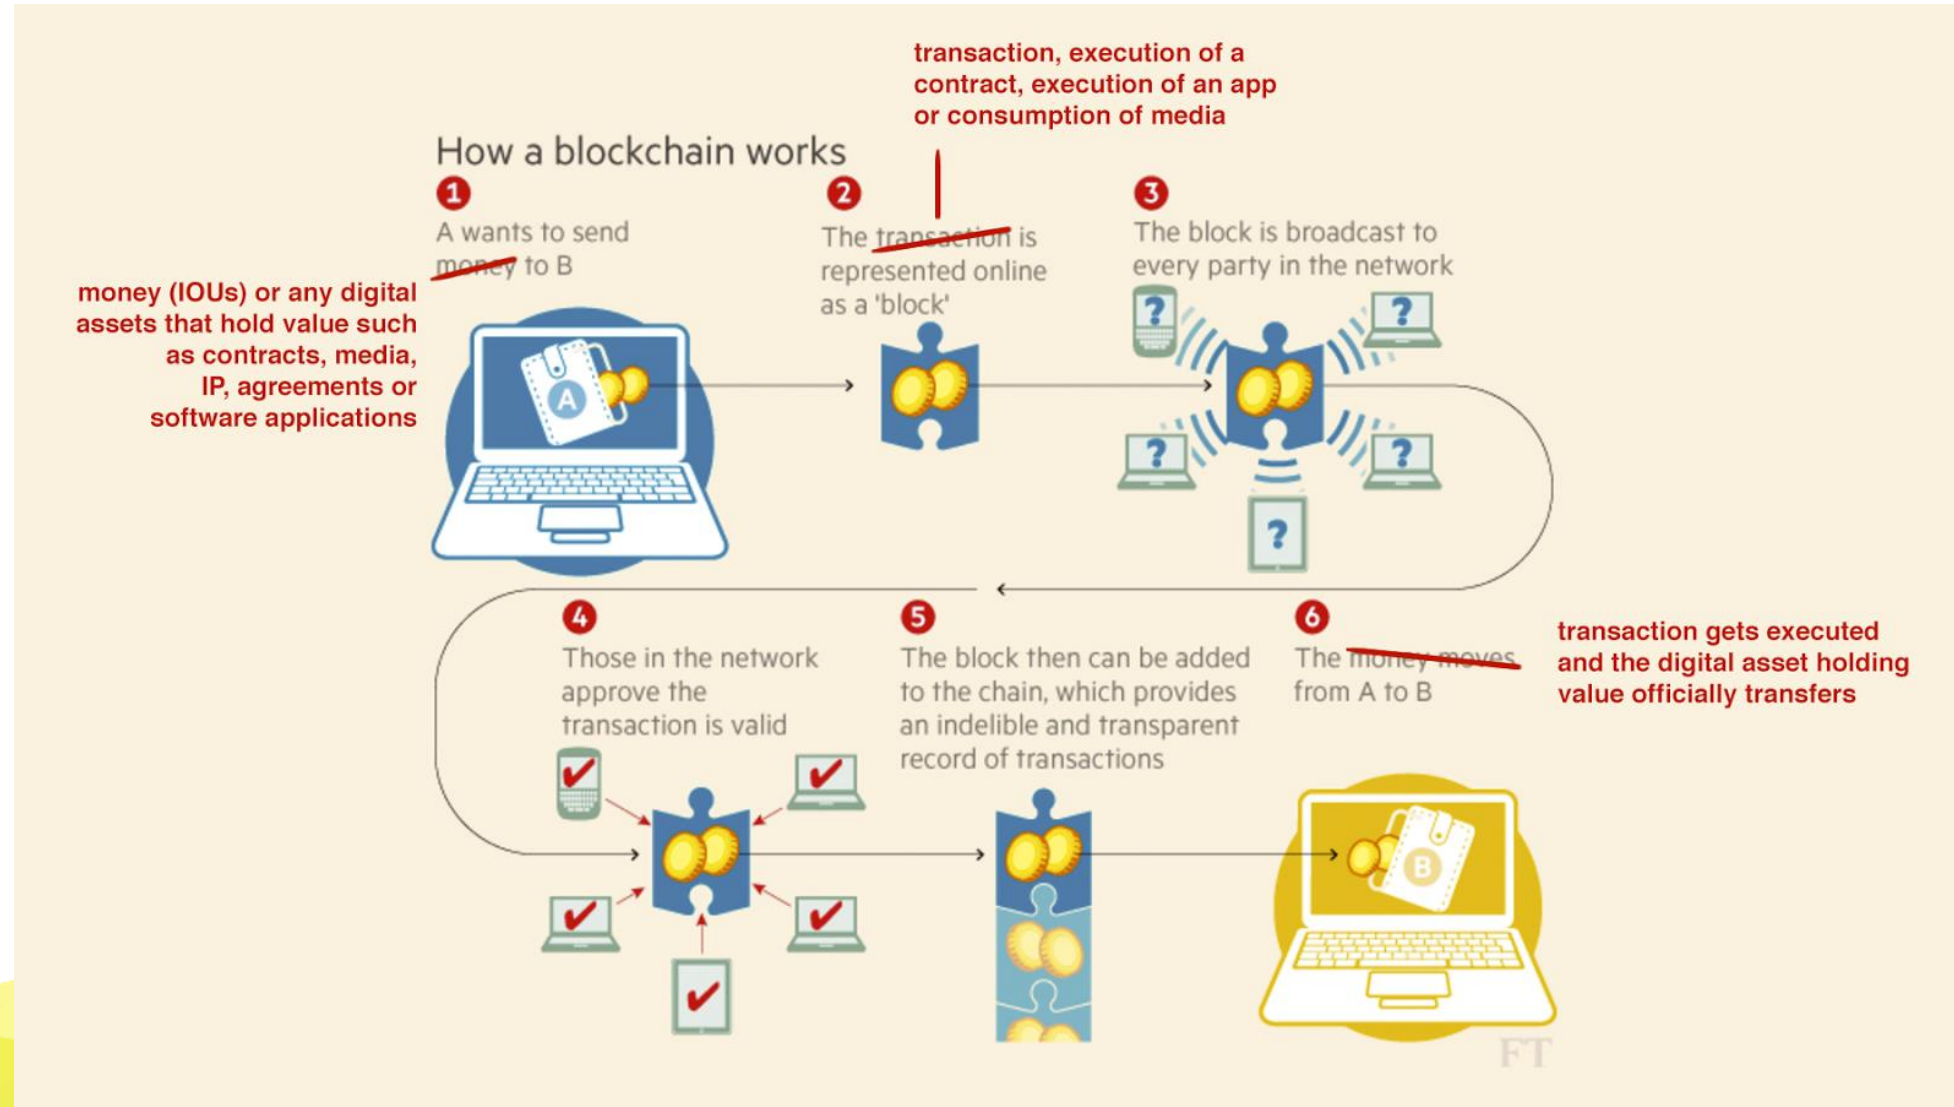 transaction, execution of a
contract, execution of an app
or consumption of media
How a blockchain works
1
A wants to send
money to B
money (IOUs) or any digital
assets that hold value such
as contracts, media,
IP, agreements or
software applications
A
2
The transaction is
represented online
as a 'block'
3
The block is broadcast to
every party in the network
?
?
?
?
?
4
Those in the network
approve the
transaction is valid
5
The block then can be added
to the chain, which provides
an indelible and transparent
record of transactions
6
The money moves
from A to B
transaction gets executed
and the digital asset holding
value officially transfers
B
FT